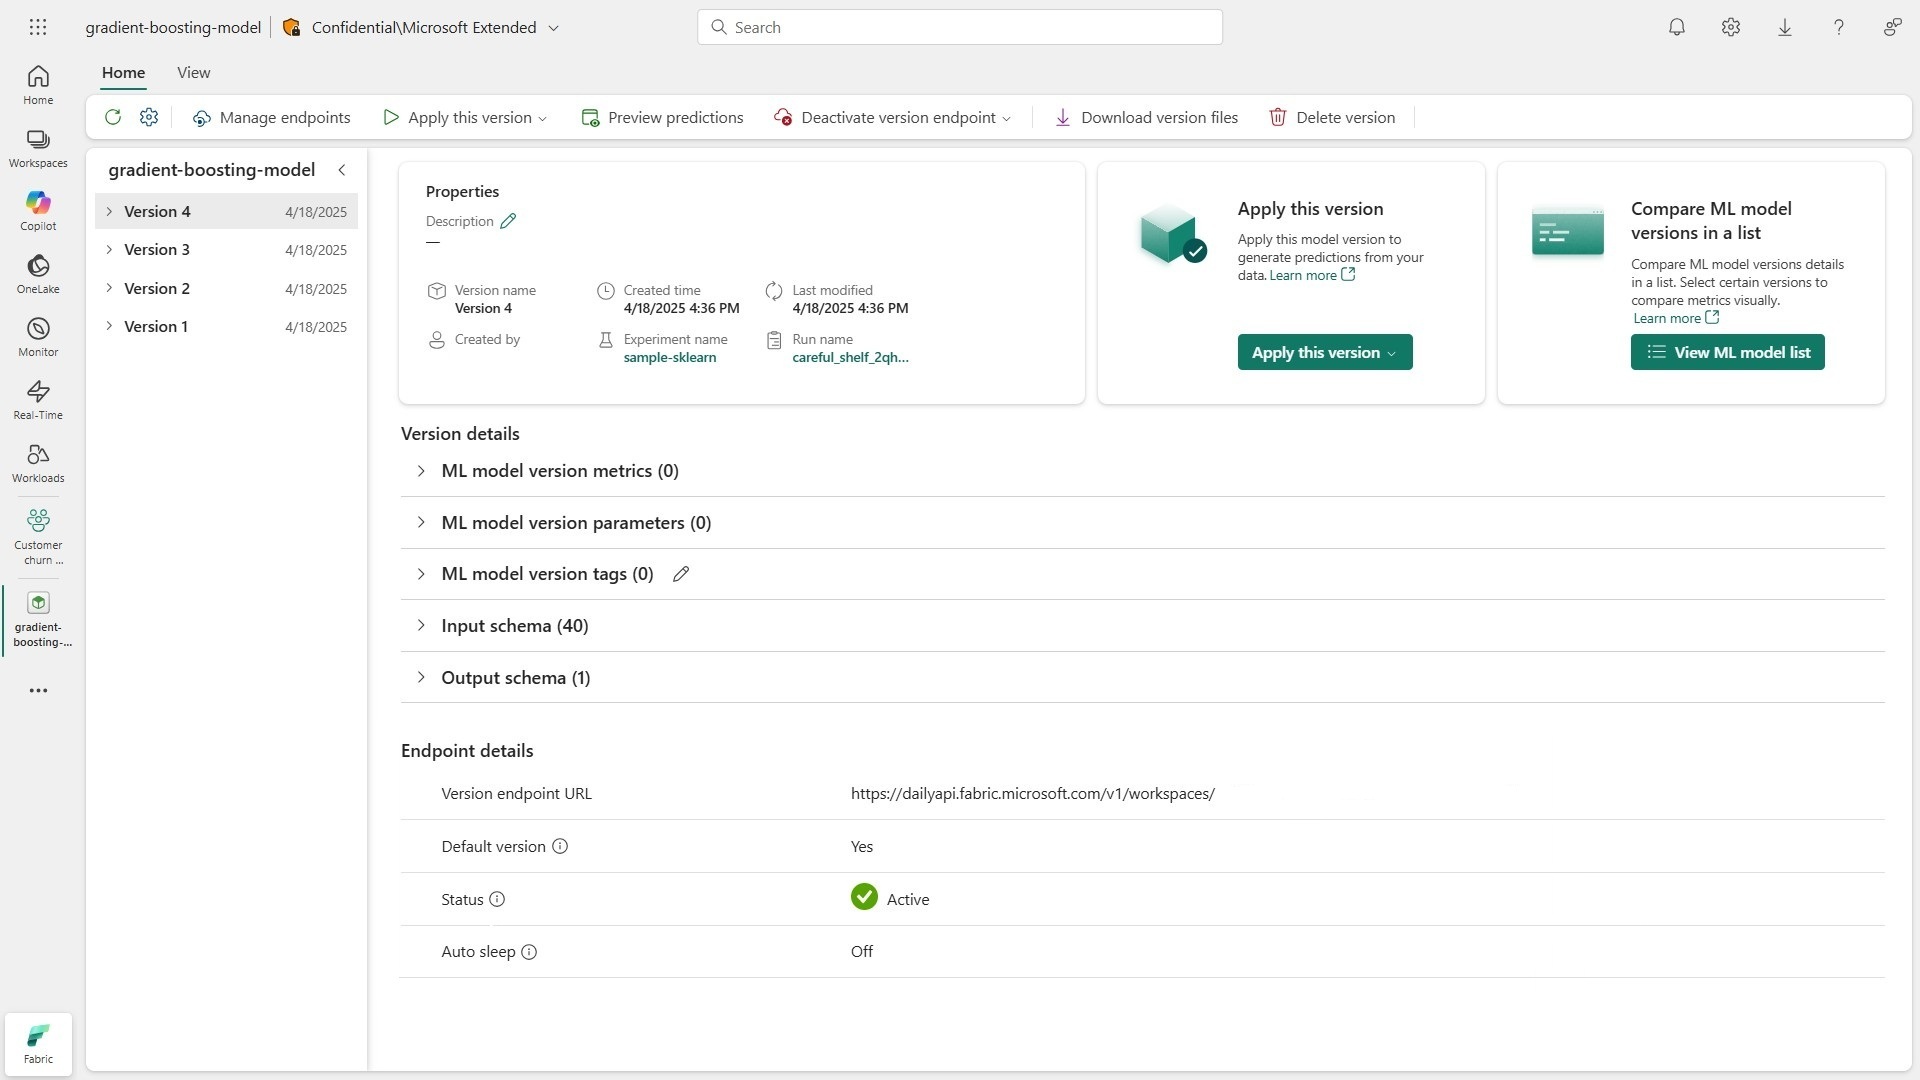 gradient-boosting-model
Confidential\Microsoft Extended
Search
Home
View
Manage endpoints
Apply this version
Preview predictions
Deactivate version endpoint
Download version files
Delete version
Home
Workspaces
Copilot
OneLake
Monitor
Real-Time
Workloads
Customer
churn ...
gradient-
boosting-...
Fabric
gradient-boosting-model
Version 4 4/18/2025
Version 3 4/18/2025
Version 2 4/18/2025
Version 1 4/18/2025
Properties
Description
—
Version name
Version 4
Created time
4/18/2025 4:36 PM
Last modified
4/18/2025 4:36 PM
Created by
Experiment name
sample-sklearn
Run name
careful_shelf_2qh...
Apply this version
Apply this model version to
generate predictions from your
data. Learn more
Apply this version
Compare ML model
versions in a list
Compare ML model versions details
in a list. Select certain versions to
compare metrics visually.
Learn more
View ML model list
Version details
ML model version metrics (0)
ML model version parameters (0)
ML model version tags (0)
Input schema (40)
Output schema (1)
Endpoint details
Version endpoint URL https://dailyapi.fabric.microsoft.com/v1/workspaces/
Default version Yes
Status Active
Auto sleep Off